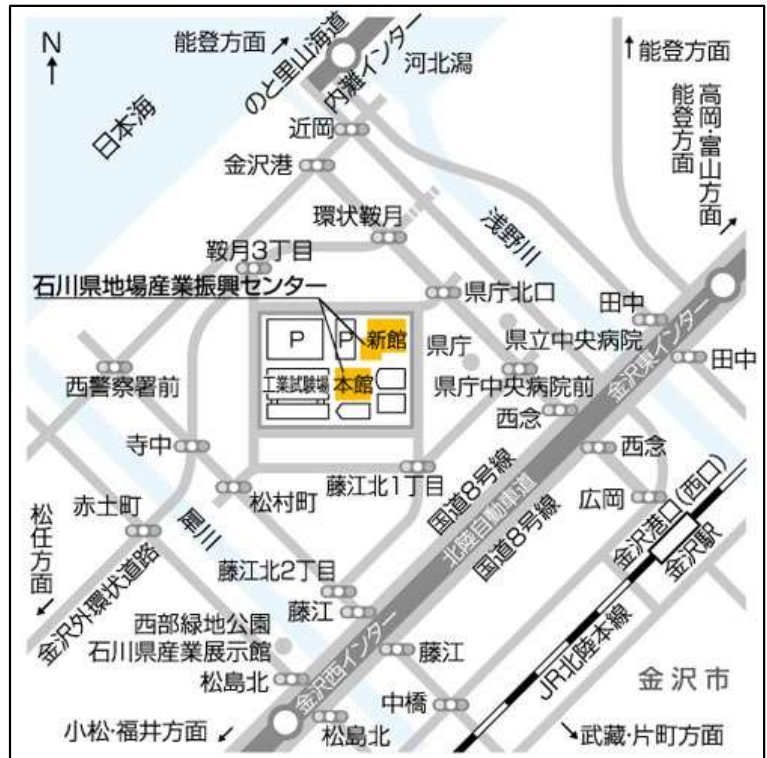 N
能登方面
のと里山海道
内灘インター
河北潟
能登方面
高岡・富山方面
能登方面
日本海
近岡
金沢港
環状鞍月
浅野川
鞍月3丁目
石川県地場産業振興センター
県庁北口
田中
P
P
新館
県庁
県立中央病院
金沢東インター
田中
西警察署前
工業試験場
本館
県庁中央病院前
西念
寺中
西念
松村町
藤江北1丁目
国道8号線
北陸自動車道
国道8号線
広岡
金沢港口(西口)
金沢駅
赤土町
松任方面
犀川
金沢外環状道路
藤江北2丁目
藤江
西部緑地公園
石川県産業展示館
藤江
JR北陸本線
金沢西インター
松島北
中橋
金沢市
小松・福井方面
松島北
武蔵・片町方面